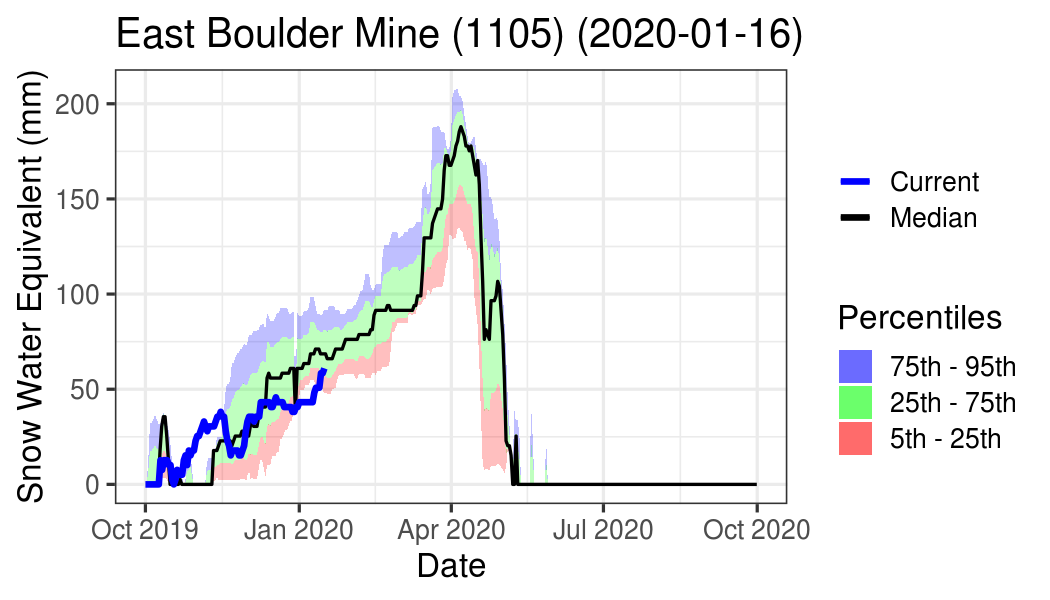 East Boulder Mine (1105) (2020-01-16)
Snow Water Equivalent (mm)
200
150
100
50
0
Oct 2019
Jan 2020
Apr 2020
Jul 2020
Oct 2020
Date
Current
Median
Percentiles
75th - 95th
25th - 75th
5th - 25th